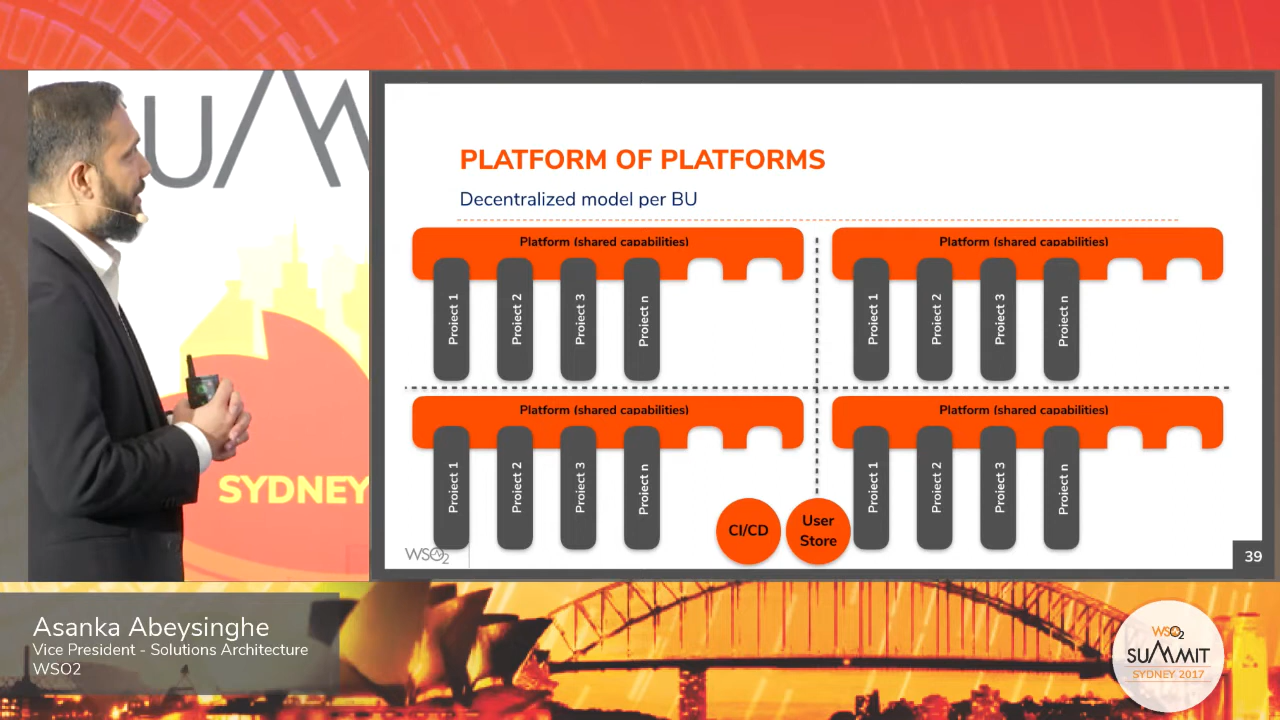 SUMM
SYDNEY
PLATFORM OF PLATFORMS
Decentralized model per BU
Platform (shared capabilities)
Project 1
Project 2
Project 3
Project n
Platform (shared capabilities)
Project 1
Project 2
Project 3
Project n
Platform (shared capabilities)
Project 1
Project 2
Project 3
Project n
Platform (shared capabilities)
Project 1
Project 2
Project 3
Project n
CI/CD
User
Store
WSO2
39
Asanka Abeysinghe
Vice President - Solutions Architecture
WSO2
WSO2
SUMMIT
SYDNEY 2017